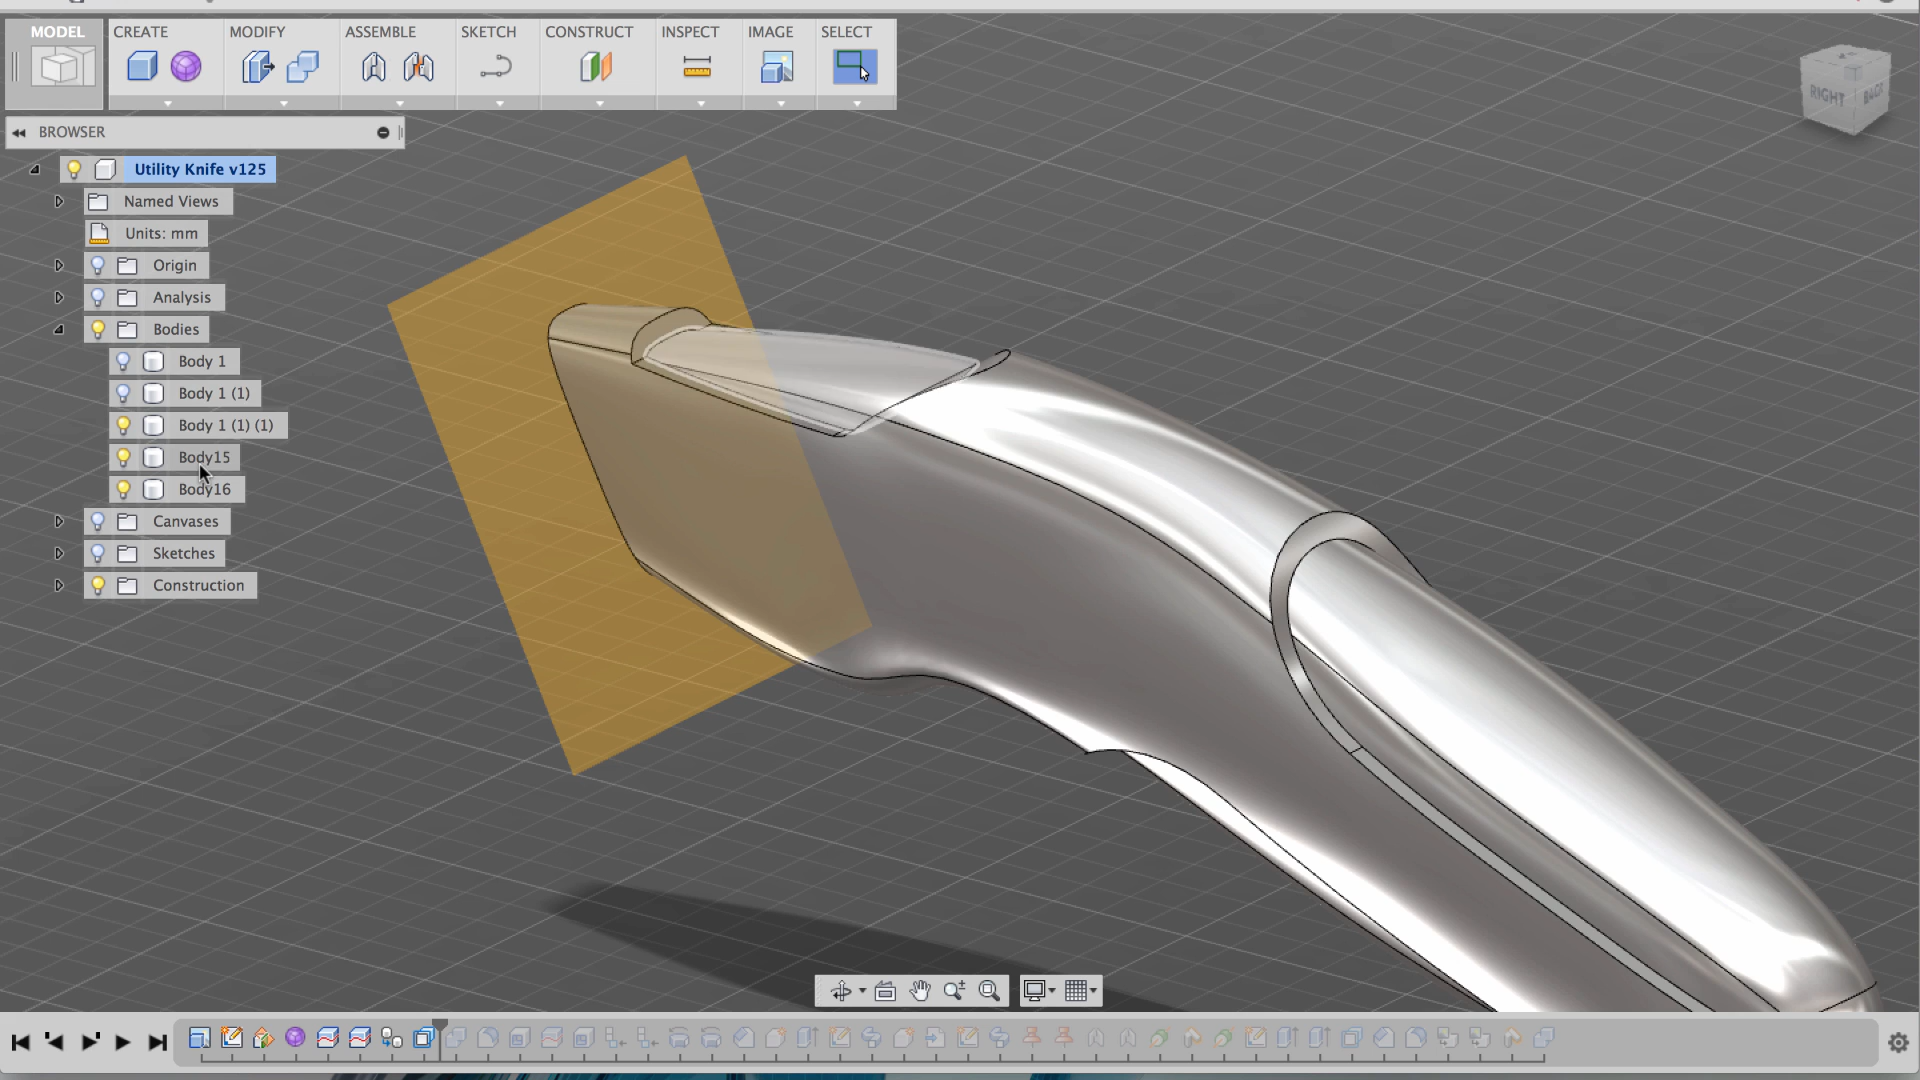 MODEL
CREATE
MODIFY
ASSEMBLE
SKETCH
CONSTRUCT
INSPECT
IMAGE
SELECT
BROWSER
Utility Knife v125
Named Views
Units: mm
Origin
Analysis
Bodies
Body 1
Body 1 (1)
Body 1 (1) (1)
Body15
Body16
Canvases
Sketches
Construction
RIGHT
BACK